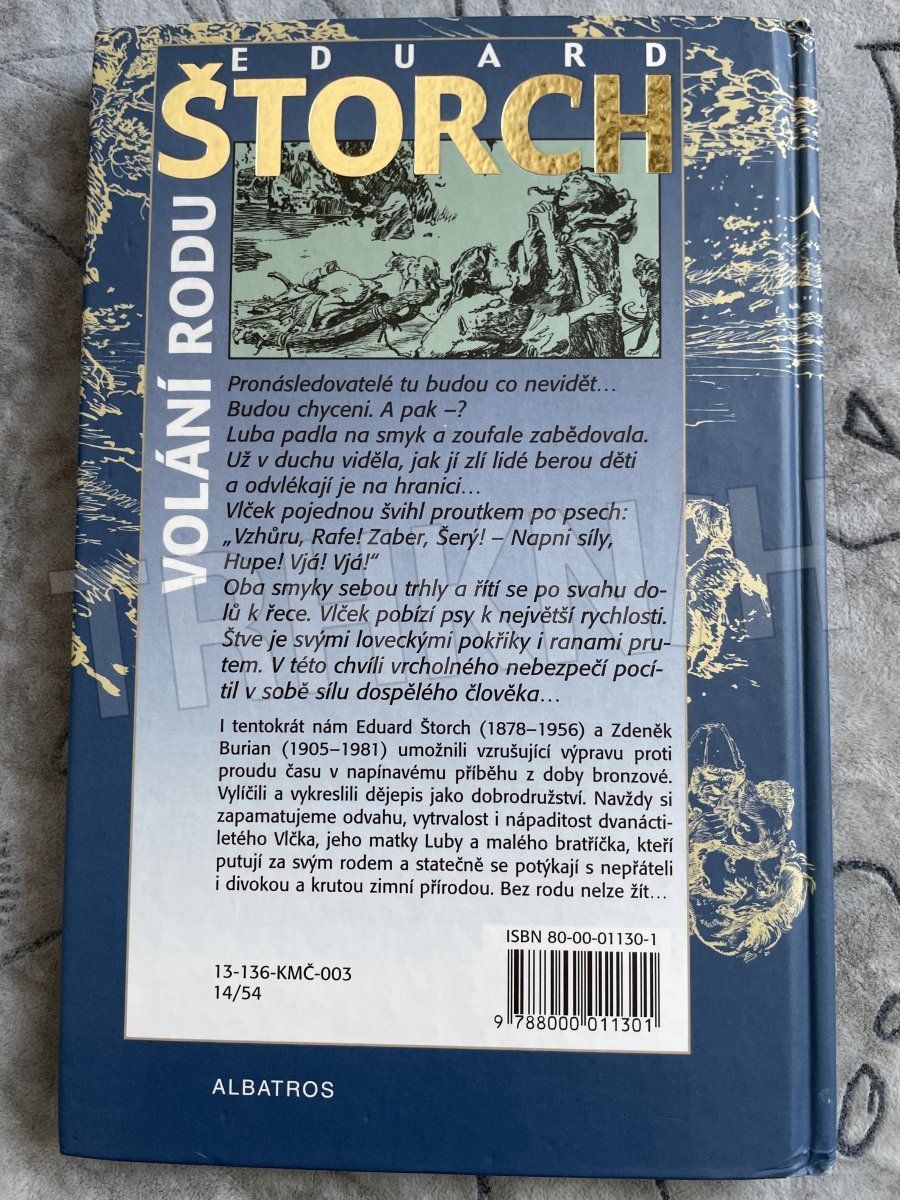 EDUARD
ŠTORCH
VOLÁNÍ RODU
Pronásledovatelé tu budou co nevidět...
Budou chyceni. A pak –?
Luba padla na smyk a zoufale zabědovala.
Už v duchu viděla, jak jí zlí lidé berou děti
a odvlékají je na hranici...
Vlček pojednou švihl proutkem po psech:
„Vzhůru, Rafe! Zaber, Šerý! – Napni síly,
Hupe! Vjá! Vjá!“
Oba smyky sebou trhly a řítí se po svahu do-
lů k řece. Vlček pobízí psy k největší rychlosti.
Štve je svými loveckými pokřiky i ranami pru-
tem. V této chvíli vrcholného nebezpečí pocí-
til v sobě sílu dospělého člověka...
I tentokrát nám Eduard Štorch (1878–1956) a Zdeněk
Burian (1905–1981) umožnili vzrušující výpravu proti
proudu času v napínavému příběhu z doby bronzové.
Vylíčili a vykreslili dějepis jako dobrodružství. Navždy si
zapamatujeme odvahu, vytrvalost i nápaditost dvanácti-
letého Vlčka, jeho matky Luby a malého bratříčka, kteří
putují za svým rodem a statečně se potýkají s nepřáteli
i divokou a krutou zimní přírodou. Bez rodu nelze žít...
ISBN 80-00-01130-1
13-136-KMČ-003
14/54
9 788000 011301
ALBATROS